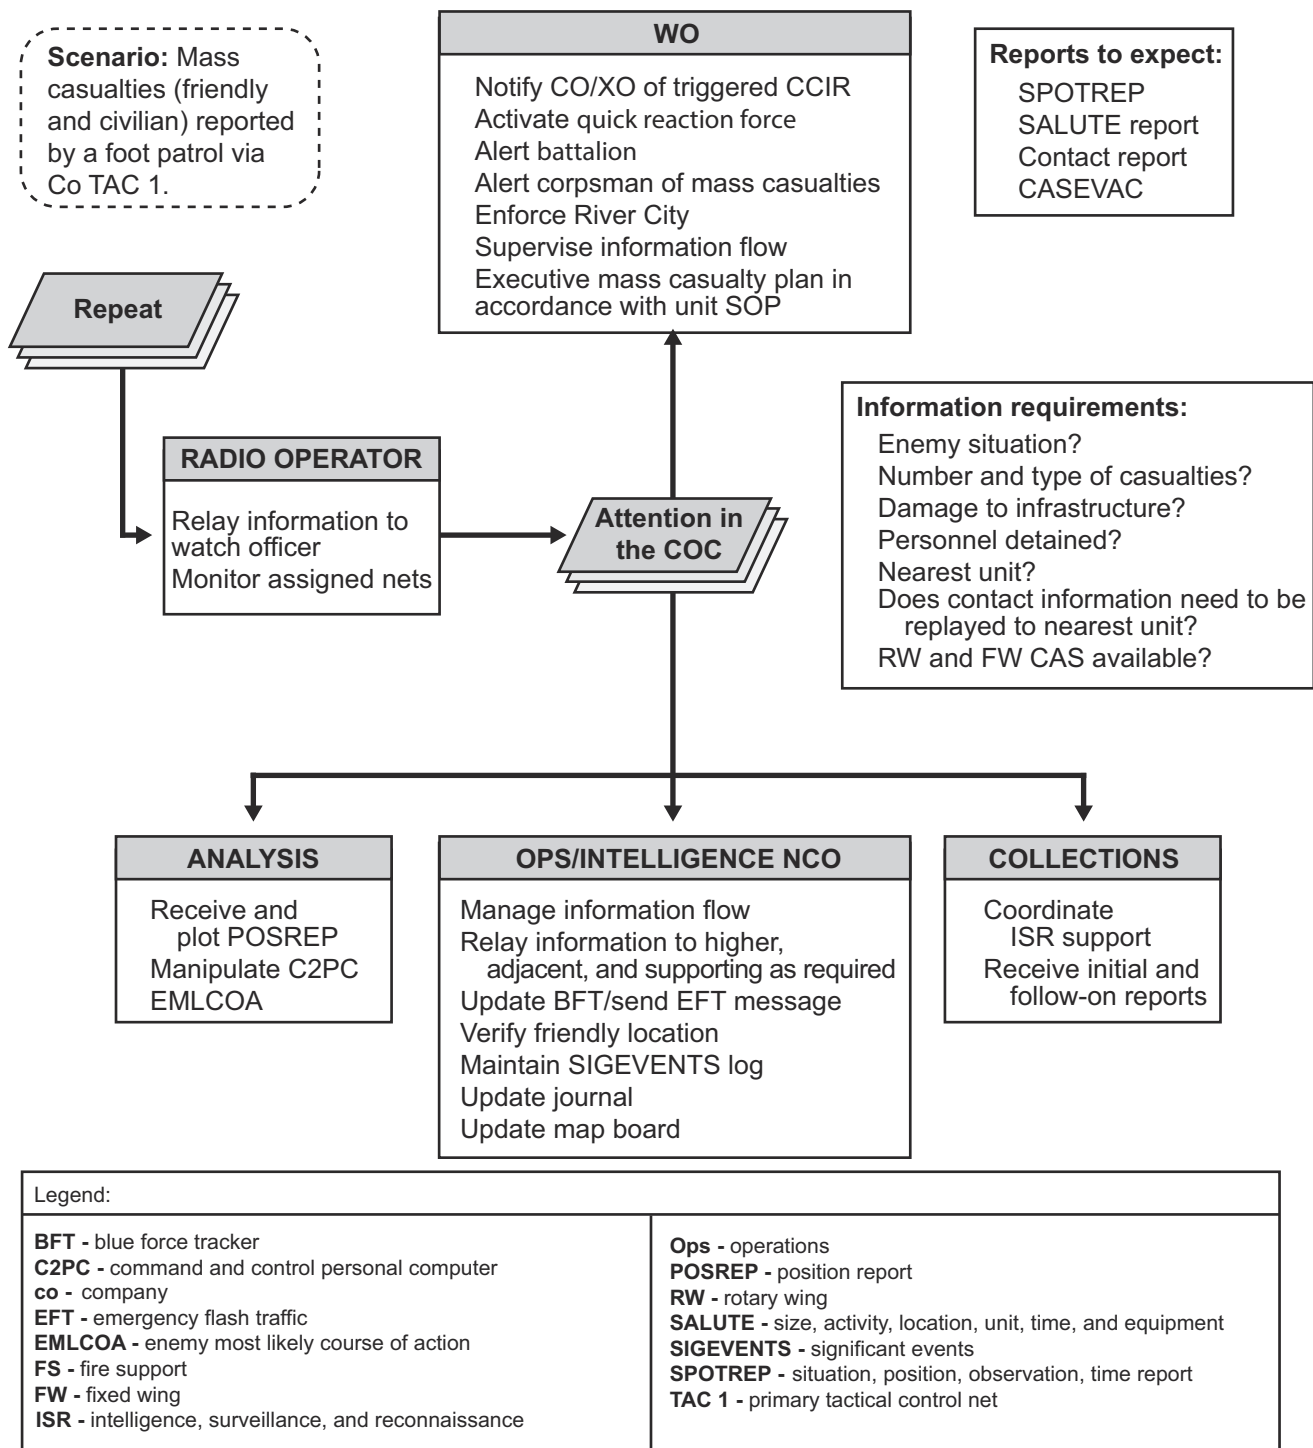 Scenario: Mass
casualties (friendly
and civilian) reported
by a foot patrol via
Co TAC 1.
WO
Notify CO/XO of triggered CCIR
Activate quick reaction force
Alert battalion
Alert corpsman of mass casualties
Enforce River City
Supervise information flow
Executive mass casualty plan in
accordance with unit SOP
Reports to expect:
SPOTREP
SALUTE report
Contact report
CASEVAC
Repeat
RADIO OPERATOR
Relay information to
watch officer
Monitor assigned nets
Attention in
the COC
Information requirements:
Enemy situation?
Number and type of casualties?
Damage to infrastructure?
Personnel detained?
Nearest unit?
Does contact information need to be
replayed to nearest unit?
RW and FW CAS available?
ANALYSIS
Receive and
plot POSREP
Manipulate C2PC
EMLCOA
OPS/INTELLIGENCE NCO
Manage information flow
Relay information to higher,
adjacent, and supporting as required
Update BFT/send EFT message
Verify friendly location
Maintain SIGEVENTS log
Update journal
Update map board
COLLECTIONS
Coordinate
ISR support
Receive initial and
follow-on reports
Legend:
BFT - blue force tracker
C2PC - command and control personal computer
co - company
EFT - emergency flash traffic
EMLCOA - enemy most likely course of action
FS - fire support
FW - fixed wing
ISR - intelligence, surveillance, and reconnaissance
Ops - operations
POSREP - position report
RW - rotary wing
SALUTE - size, activity, location, unit, time, and equipment
SIGEVENTS - significant events
SPOTREP - situation, position, observation, time report
TAC 1 - primary tactical control net